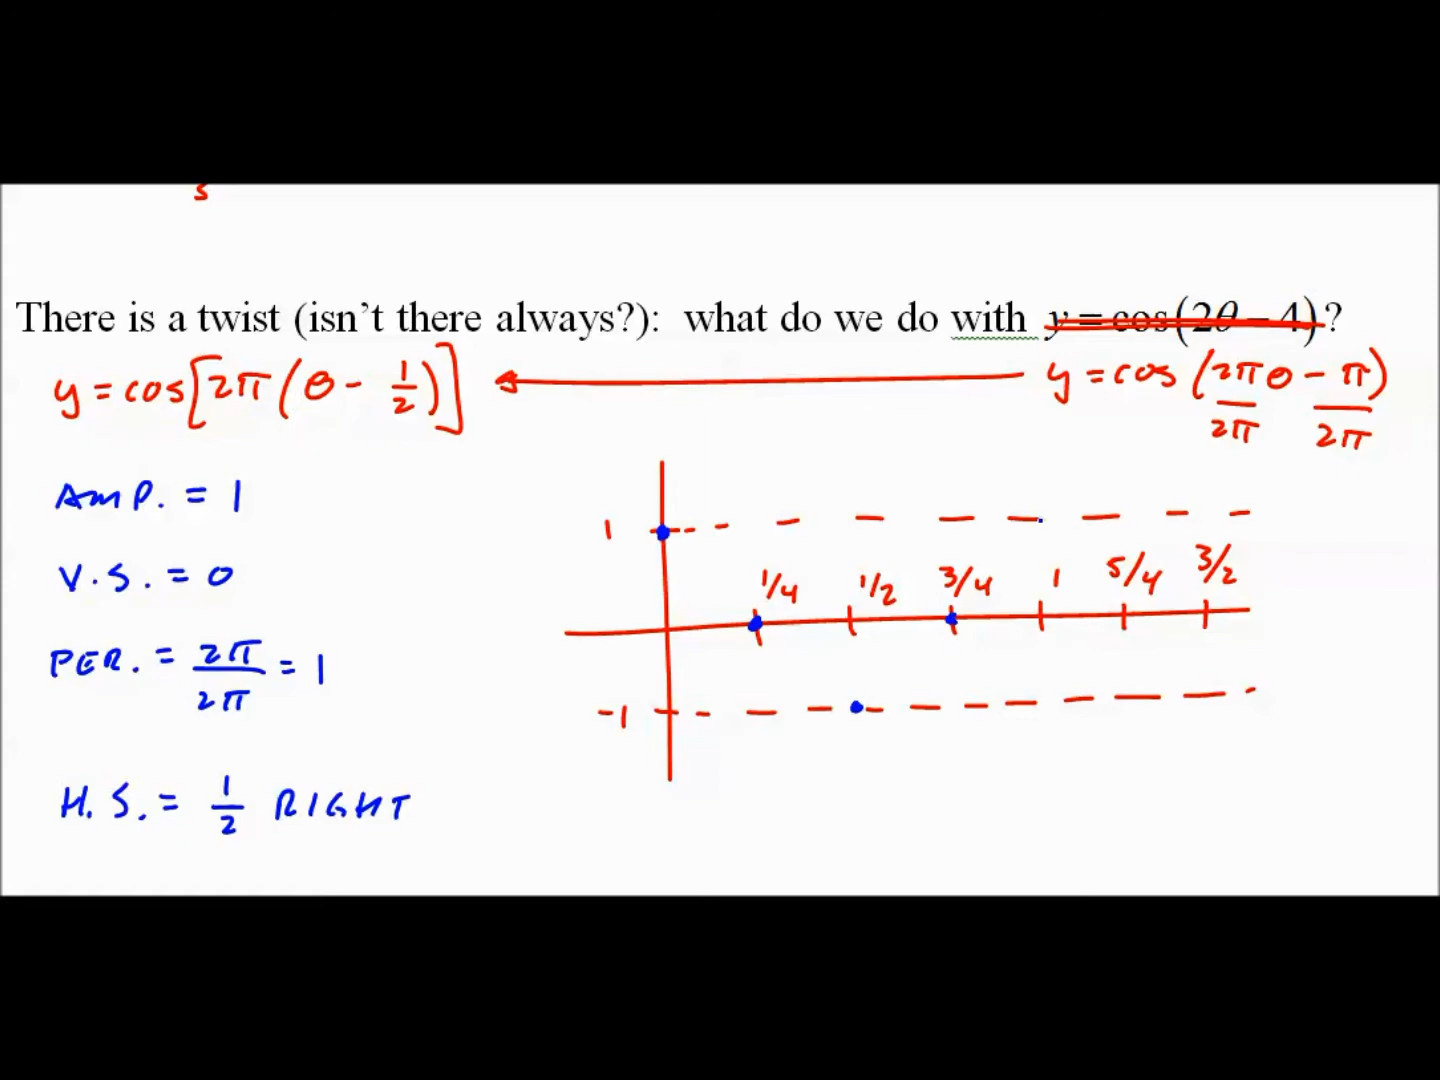 s
There is a twist (isn't there always?):  what do we do with y = cos(2θ − 4)?
y = cos[2π(θ - 1/2)]
y = cos(2πθ - π)
2π 2π
AMP. = 1
V.S. = 0
PER. = 2π/2π = 1
H.S. = 1/2 RIGHT
1
1/4 1/2 3/4 1 5/4 3/2
-1